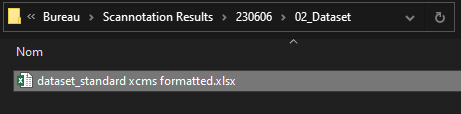 « Bureau > Scannotation Results > 230606 > 02_Dataset
Nom
dataset_standard xcms formatted.xlsx